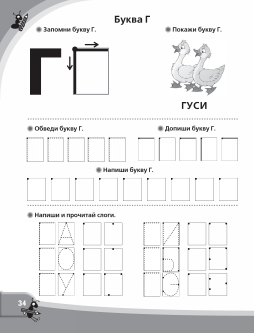 Буква Г
Запомни букву Г.
Покажи букву Г.
Г
ГУСИ
Обведи букву Г.
Допиши букву Г.
Напиши букву Г.
Напиши и прочитай слоги.
А
И
О
Ы
У
Э
34